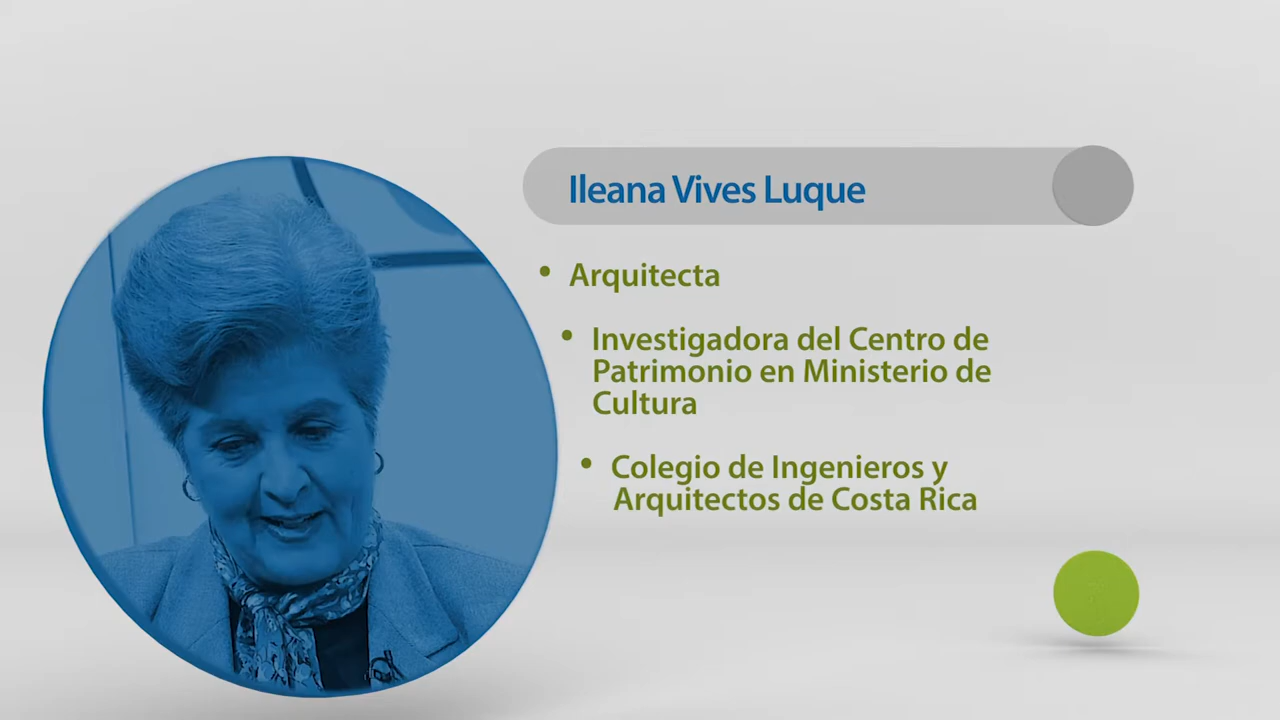 Ileana Vives Luque
• Arquitecta
• Investigadora del Centro de
Patrimonio en Ministerio de
Cultura
• Colegio de Ingenieros y
Arquitectos de Costa Rica